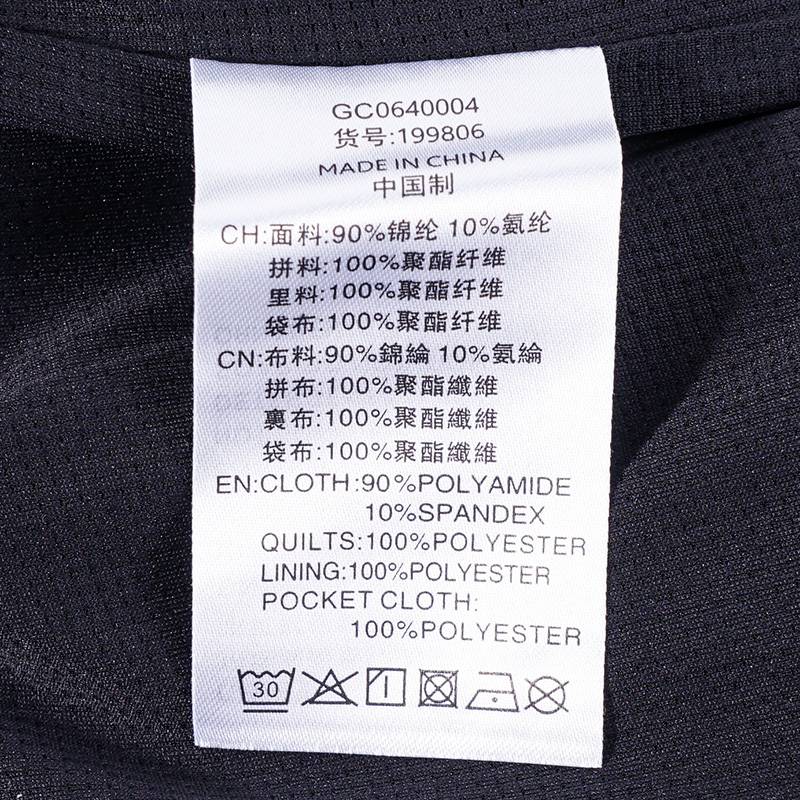 GC0640004
货号:199806
MADE IN CHINA
中国制
CH:面料:90%锦纶 10%氨纶
拼料:100%聚酯纤维
里料:100%聚酯纤维
袋布:100%聚酯纤维
CN:布料:90%錦綸 10%氨綸
拼布:100%聚酯纖維
裏布:100%聚酯纖維
袋布:100%聚酯纖維
EN:CLOTH:90%POLYAMIDE
10%SPANDEX
QUILTS:100%POLYESTER
LINING:100%POLYESTER
POCKET CLOTH:
100%POLYESTER
30